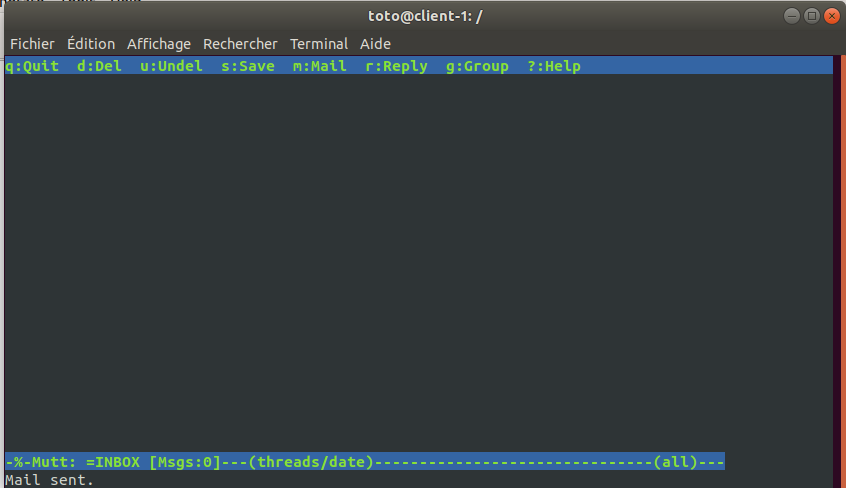 toto@client-1: /
Fichier Édition Affichage Rechercher Terminal Aide
q:Quit  d:Del  u:Undel  s:Save  m:Mail  r:Reply  g:Group  ?:Help
-%-Mutt: =INBOX [Msgs:0]---(threads/date)-------------------------------(all)---
Mail sent.